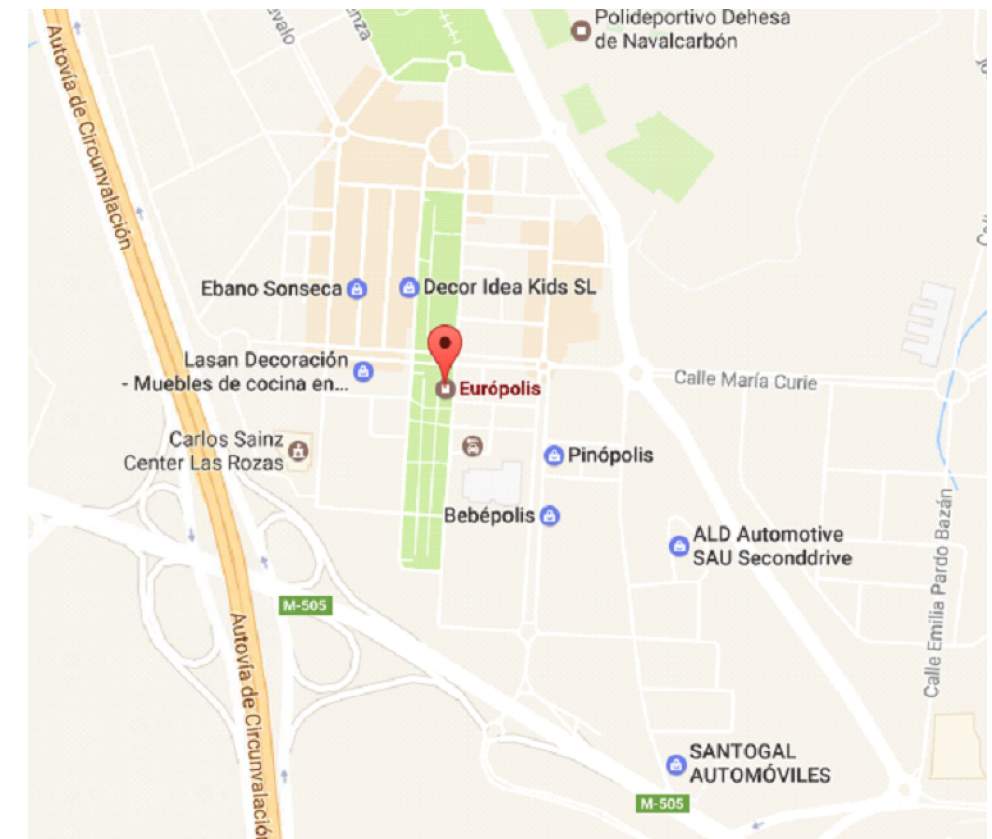 Polideportivo Dehesa
de Navalcarbón
evalo
enza
Autovía de Circunvalación
Ebano Sonseca
Decor Idea Kids SL
Lasan Decoración
- Muebles de cocina en...
Európolis
Calle María Curie
Carlos Sainz
Center Las Rozas
Pinópolis
Bebépolis
ALD Automotive
SAU Seconddrive
Calle Emilia Pardo Bazán
M-505
Autovía de Circunvalación
SANTOGAL
AUTOMÓVILES
M-505